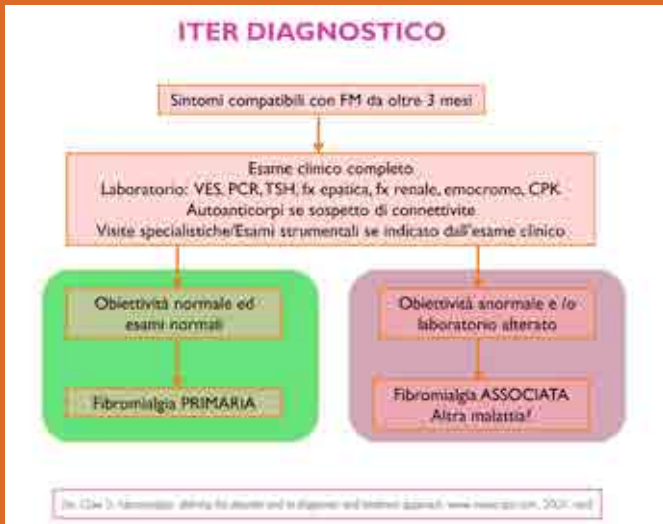 ITER DIAGNOSTICO
Sintomi compatibili con FM da oltre 3 mesi
Esame clinico completo
Laboratorio: VES, PCR, TSH, fx epatica, fx renale, emocromo, CPK
Autoanticorpi se sospetto di connettivite
Visite specialistiche/Esami strumentali se indicato dall'esame clinico
Obiettività normale ed
esami normali
Obiettività anormale e /o
laboratorio alterato
Fibromialgia PRIMARIA
Fibromialgia ASSOCIATA
Altra malattia?